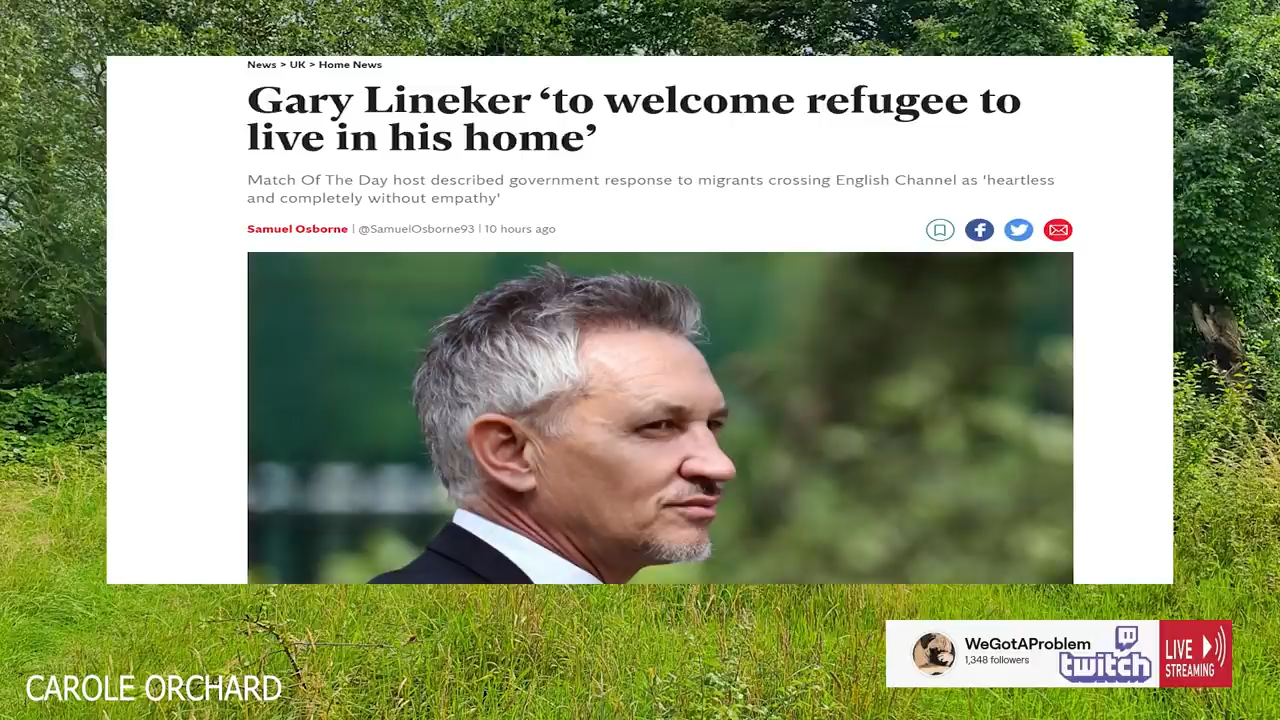 News > UK > Home News
Gary Lineker ‘to welcome refugee to
live in his home’
Match Of The Day host described government response to migrants crossing English Channel as 'heartless
and completely without empathy'
Samuel Osborne | @SamuelOsborne93 | 10 hours ago
WeGotAProblem
1,348 followers
twitch
LIVE
STREAMING
CAROLE ORCHARD